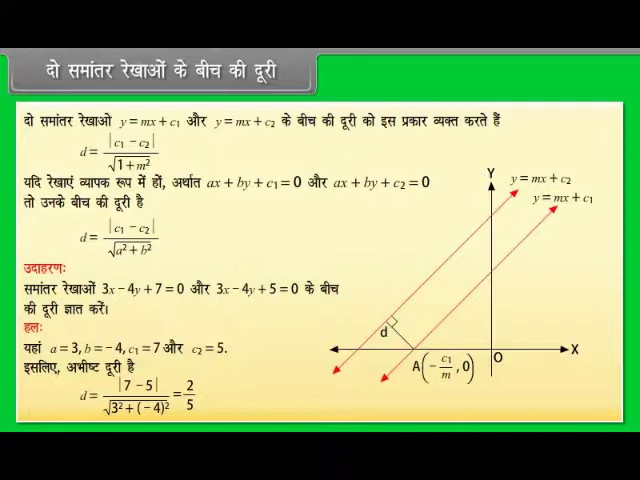 दो समांतर रेखाओं के बीच की दूरी
दो समांतर रेखाओ y = mx + c₁ और y = mx + c₂ के बीच की दूरी को इस प्रकार व्यक्त करते हैं
d = |c₁ − c₂| / √(1 + m²)
यदि रेखाएं व्यापक रूप में हों, अर्थात ax + by + c₁ = 0 और ax + by + c₂ = 0
तो उनके बीच की दूरी है
d = |c₁ − c₂| / √(a² + b²)
उदाहरणः
समांतर रेखाओं 3x − 4y + 7 = 0 और 3x − 4y + 5 = 0 के बीच
की दूरी ज्ञात करें।
हलः
यहां a = 3, b = − 4, c₁ = 7 और c₂ = 5.
इसलिए, अभीष्ट दूरी है
d = |7 − 5| / √(3² + (−4)²) = 2/5
Y
y = mx + c₂
y = mx + c₁
d
X
O
A(−c₁/m, 0)